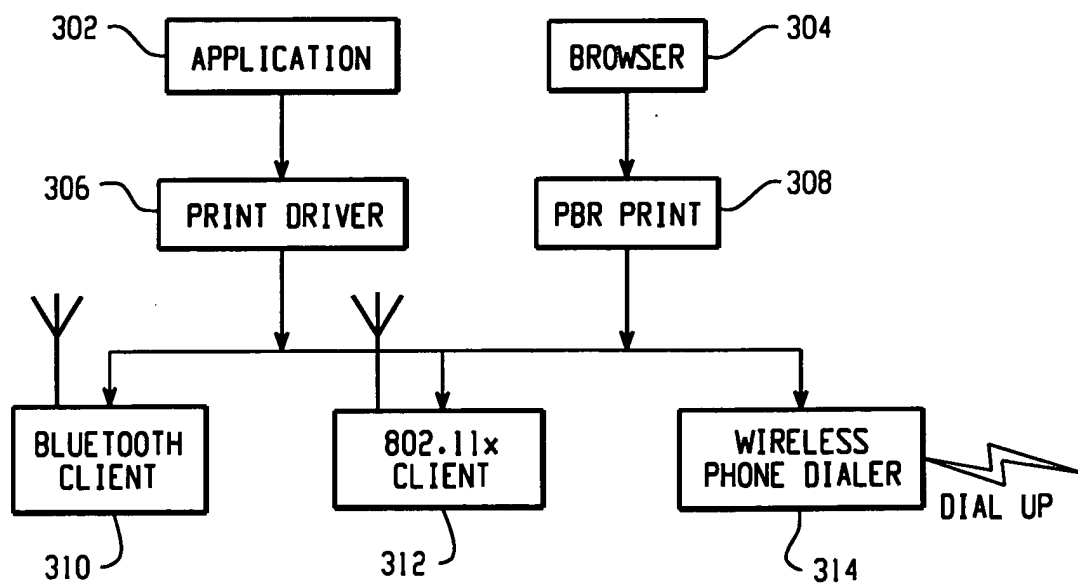 302
APPLICATION
BROWSER
304
306
PRINT DRIVER
PBR PRINT
308
BLUETOOTH
CLIENT
802.11x
CLIENT
WIRELESS
PHONE DIALER
DIAL UP
310
312
314